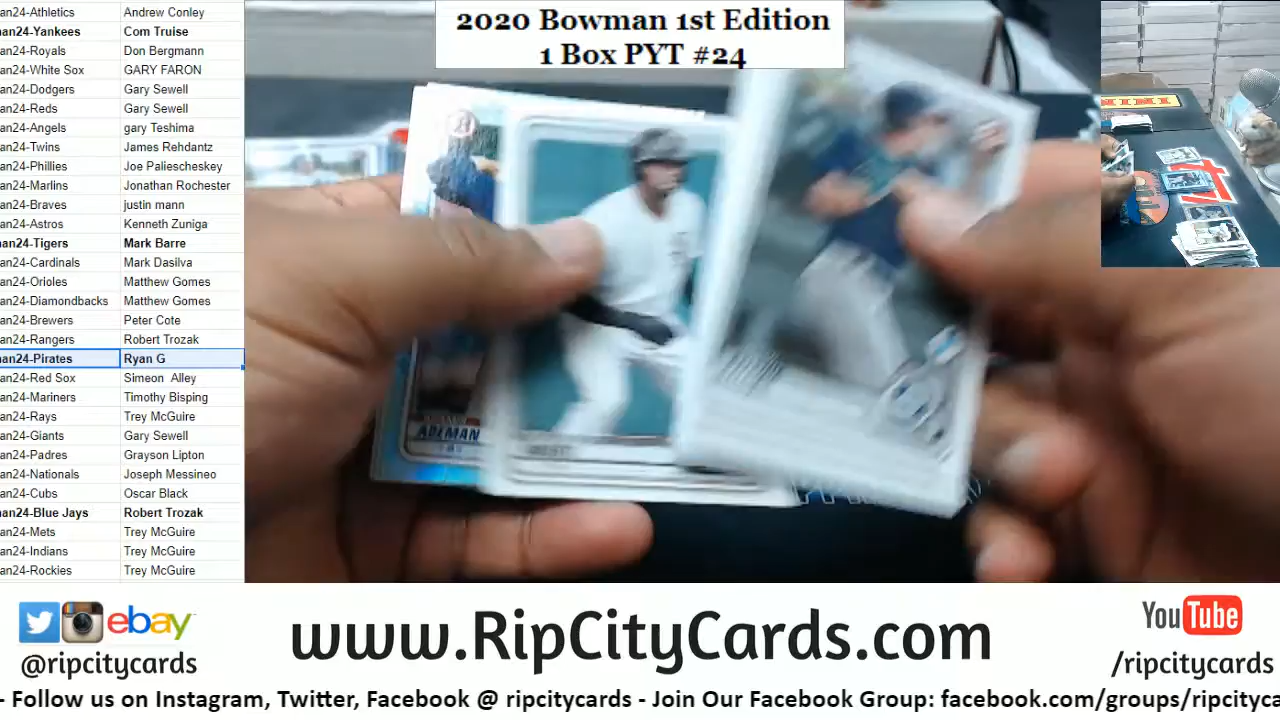 2020 Bowman 1st Edition
1 Box PYT #24
an24-Athletics Andrew Conley
an24-Yankees Com Truise
an24-Royals Don Bergmann
an24-White Sox GARY FARON
an24-Dodgers Gary Sewell
an24-Reds Gary Sewell
an24-Angels gary Teshima
an24-Twins James Rehdantz
an24-Phillies Joe Paliescheskey
an24-Marlins Jonathan Rochester
an24-Braves justin mann
an24-Astros Kenneth Zuniga
an24-Tigers Mark Barre
an24-Cardinals Mark Dasilva
an24-Orioles Matthew Gomes
an24-Diamondbacks Matthew Gomes
an24-Brewers Peter Cote
an24-Rangers Robert Trozak
an24-Pirates Ryan G
an24-Red Sox Simeon Alley
an24-Mariners Timothy Bisping
an24-Rays Trey McGuire
an24-Giants Gary Sewell
an24-Padres Grayson Lipton
an24-Nationals Joseph Messineo
an24-Cubs Oscar Black
an24-Blue Jays Robert Trozak
an24-Mets Trey McGuire
an24-Indians Trey McGuire
an24-Rockies Trey McGuire
ADLEMAN
ebay
@ripcitycards
www.RipCityCards.com
YouTube
/ripcitycards
- Follow us on Instagram, Twitter, Facebook @ ripcitycards - Join Our Facebook Group: facebook.com/groups/ripcityca